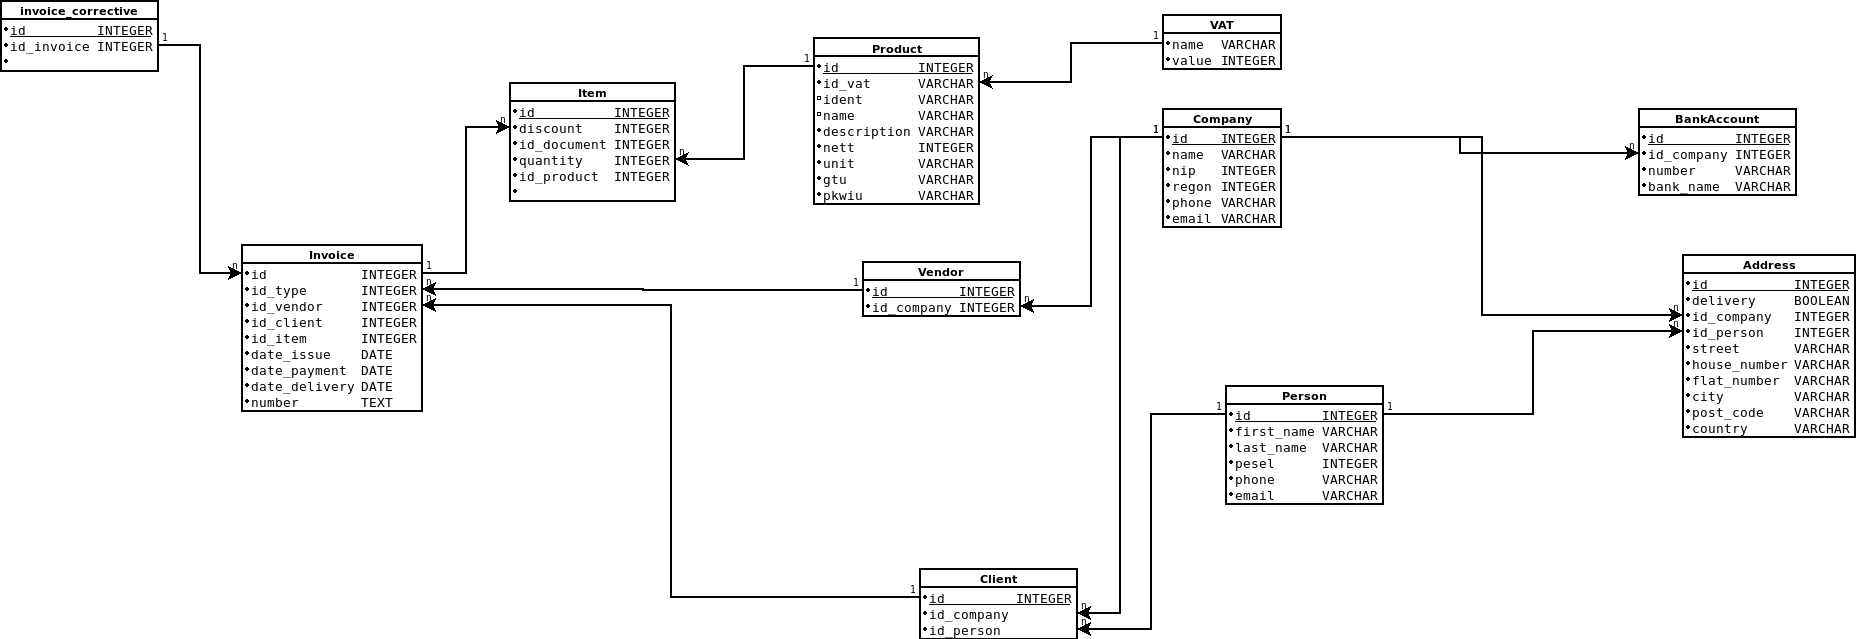 invoice_corrective
id INTEGER
id_invoice INTEGER
1
n
Item
id INTEGER
discount INTEGER
id_document INTEGER
quantity INTEGER
id_product INTEGER
n
n
Product
id INTEGER
id_vat VARCHAR
ident VARCHAR
name VARCHAR
description VARCHAR
nett INTEGER
unit VARCHAR
gtu VARCHAR
pkwiu VARCHAR
1
n
VAT
name VARCHAR
value INTEGER
1
Company
id INTEGER
name VARCHAR
nip INTEGER
regon INTEGER
phone VARCHAR
email VARCHAR
1
1
BankAccount
id INTEGER
id_company INTEGER
number VARCHAR
bank_name VARCHAR
n
Invoice
id INTEGER
id_type INTEGER
id_vendor INTEGER
id_client INTEGER
id_item INTEGER
date_issue DATE
date_payment DATE
date_delivery DATE
number TEXT
1
n
n
Vendor
id INTEGER
id_company INTEGER
1
n
Address
id INTEGER
delivery BOOLEAN
id_company INTEGER
id_person INTEGER
street VARCHAR
house_number VARCHAR
flat_number VARCHAR
city VARCHAR
post_code VARCHAR
country VARCHAR
n
n
Person
id INTEGER
first_name VARCHAR
last_name VARCHAR
pesel INTEGER
phone VARCHAR
email VARCHAR
1
1
Client
id INTEGER
id_company
id_person
1
n
n